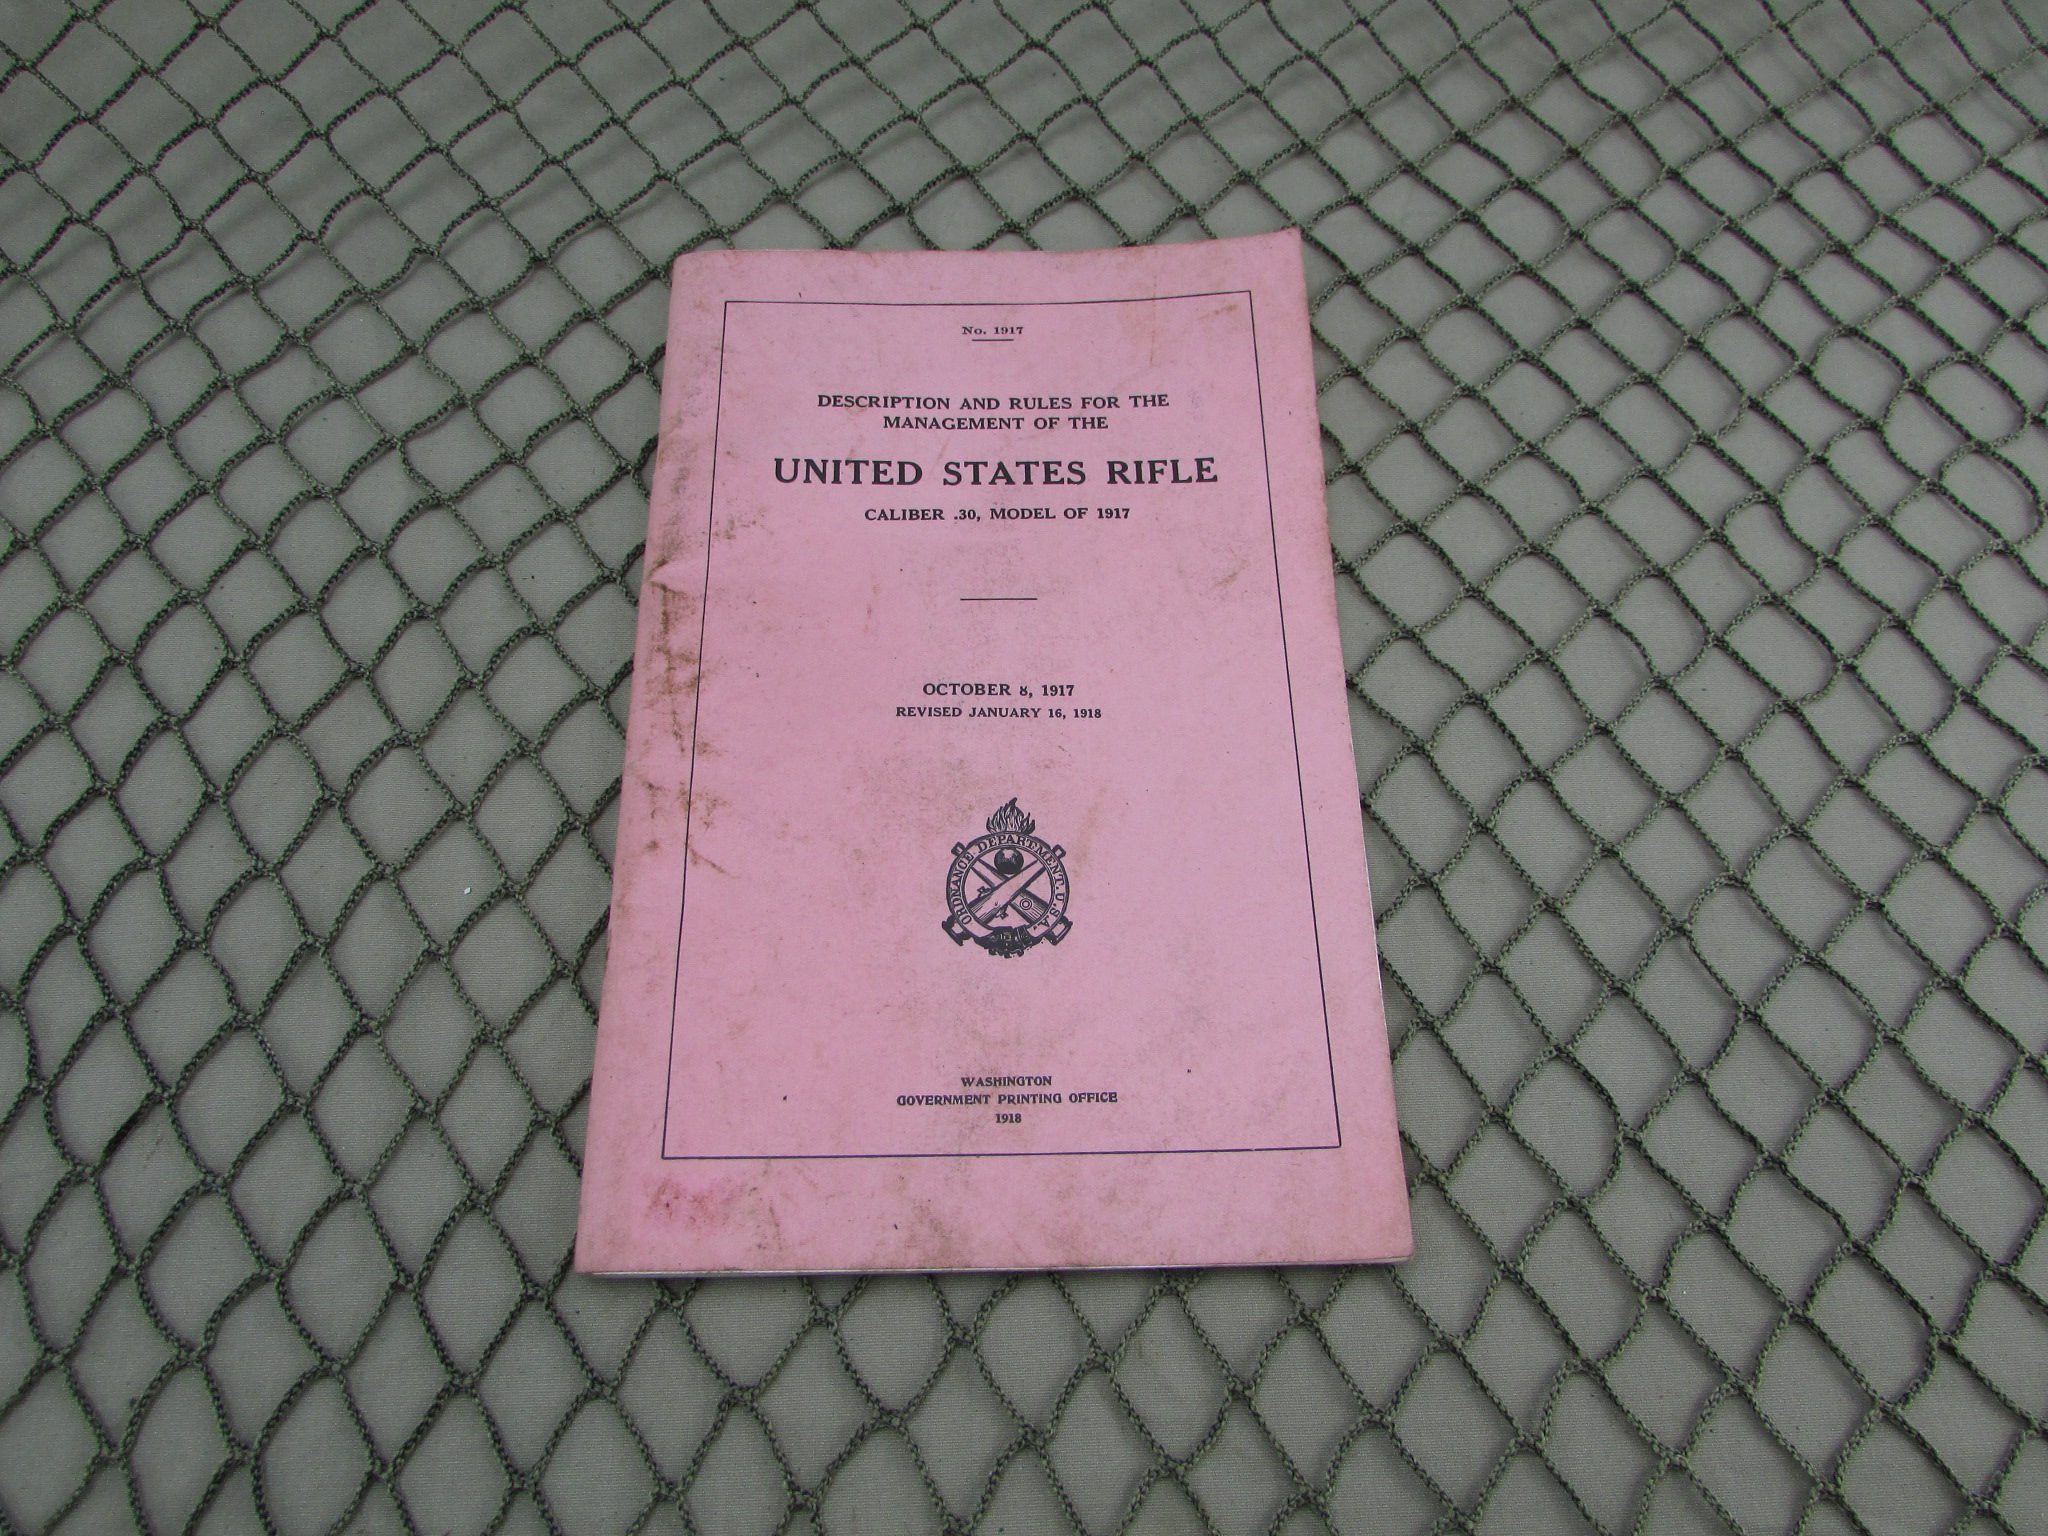 No. 1917
DESCRIPTION AND RULES FOR THE
MANAGEMENT OF THE
UNITED STATES RIFLE
CALIBER .30, MODEL OF 1917
OCTOBER 8, 1917
REVISED JANUARY 16, 1918
ORDNANCE DEPARTMENT. U.S.A.
WASHINGTON
GOVERNMENT PRINTING OFFICE
1918